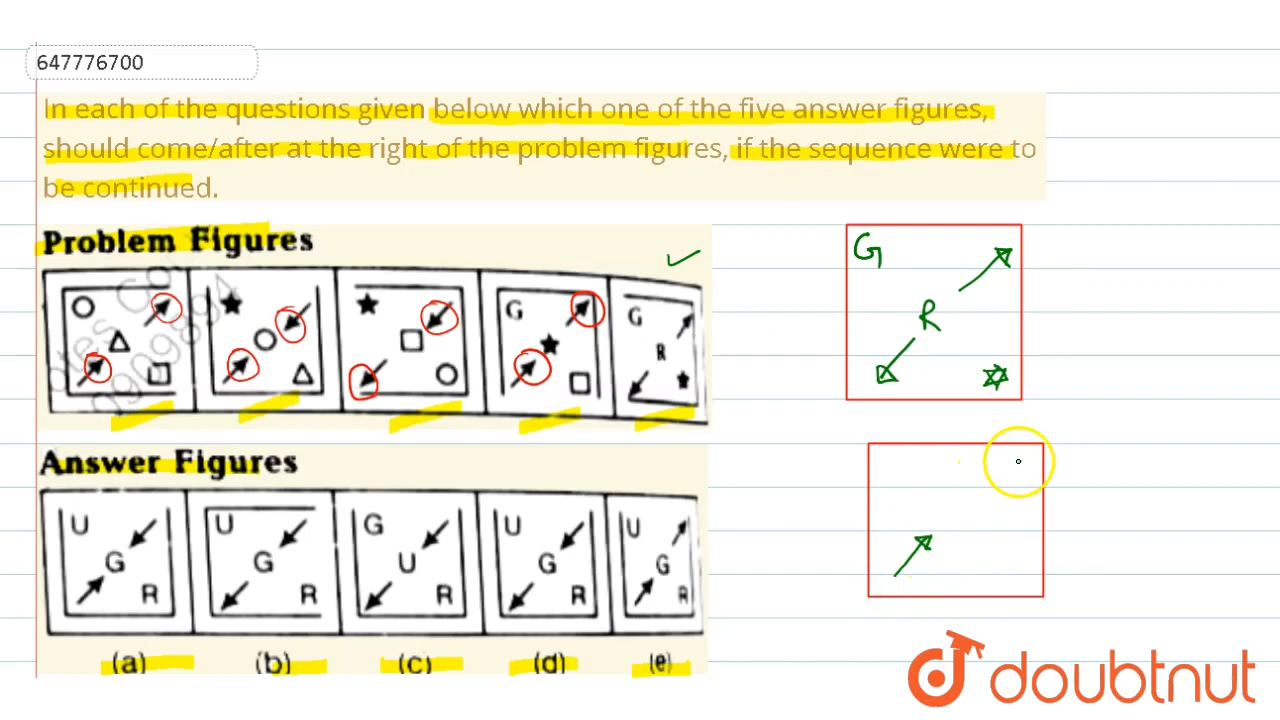 647776700
In each of the questions given below which one of the five answer figures,
should come/after at the right of the problem figures, if the sequence were to
be continued.
Problem Figures
G
G
R
G
R
Answer Figures
U G R
U G R
G U R
U G R
U G R
(a) (b) (c) (d) (e)
doubtnut